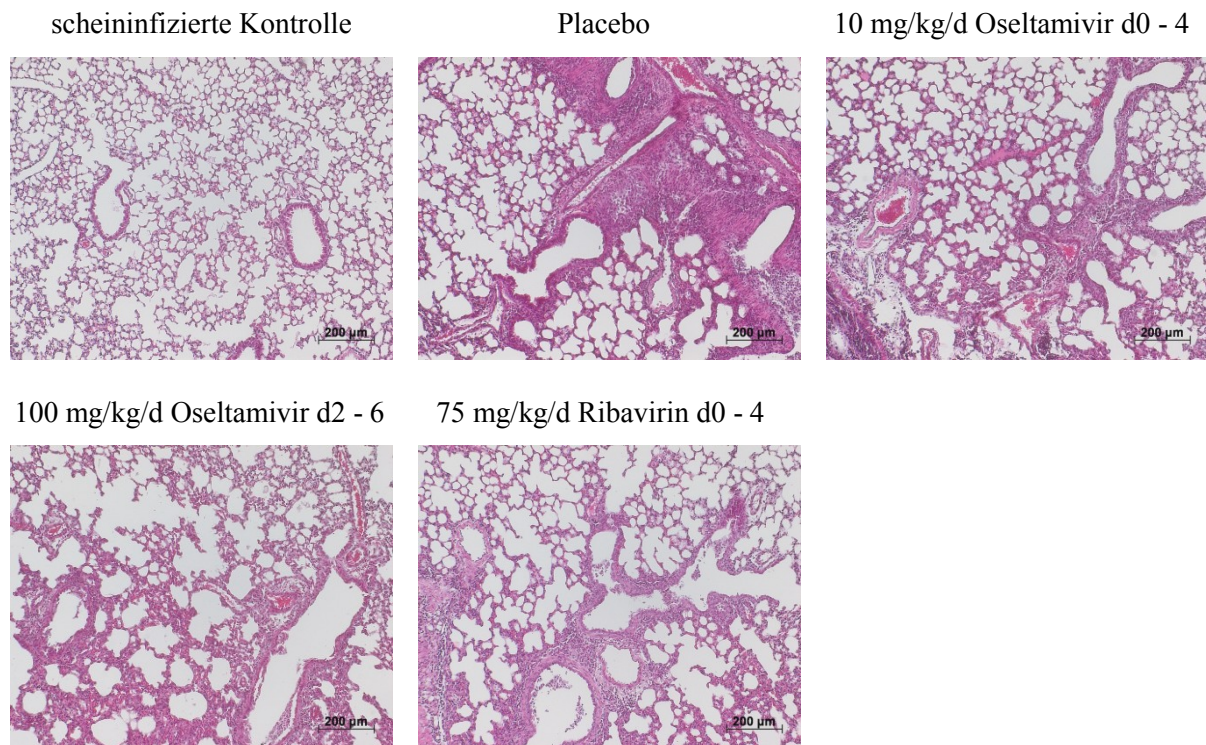 scheininfizierte Kontrolle
Placebo
10 mg/kg/d Oseltamivir d0 - 4
200 µm
200 µm
200 µm
100 mg/kg/d Oseltamivir d2 - 6
75 mg/kg/d Ribavirin d0 - 4
200 µm
200 µm